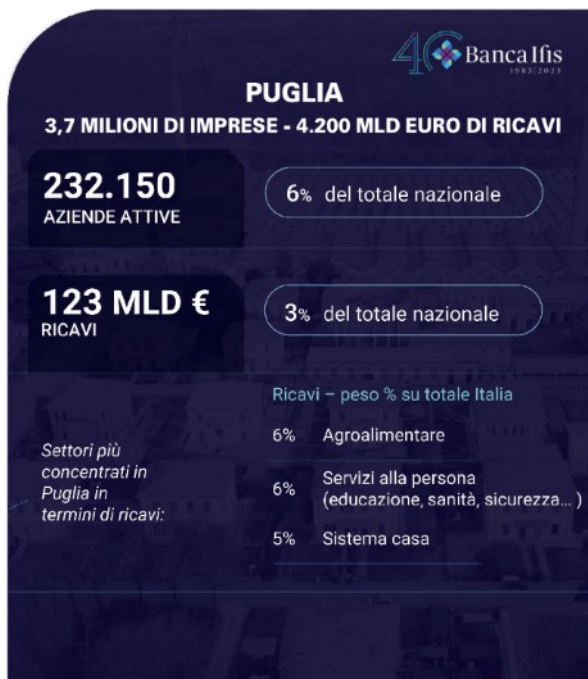 40 Banca Ifis
1983|2023
PUGLIA
3,7 MILIONI DI IMPRESE - 4.200 MLD EURO DI RICAVI
232.150
AZIENDE ATTIVE
6% del totale nazionale
123 MLD €
RICAVI
3% del totale nazionale
Settori più
concentrati in
Puglia in
termini di ricavi:
Ricavi – peso % su totale Italia
6% Agroalimentare
6% Servizi alla persona
(educazione, sanità, sicurezza... )
5% Sistema casa